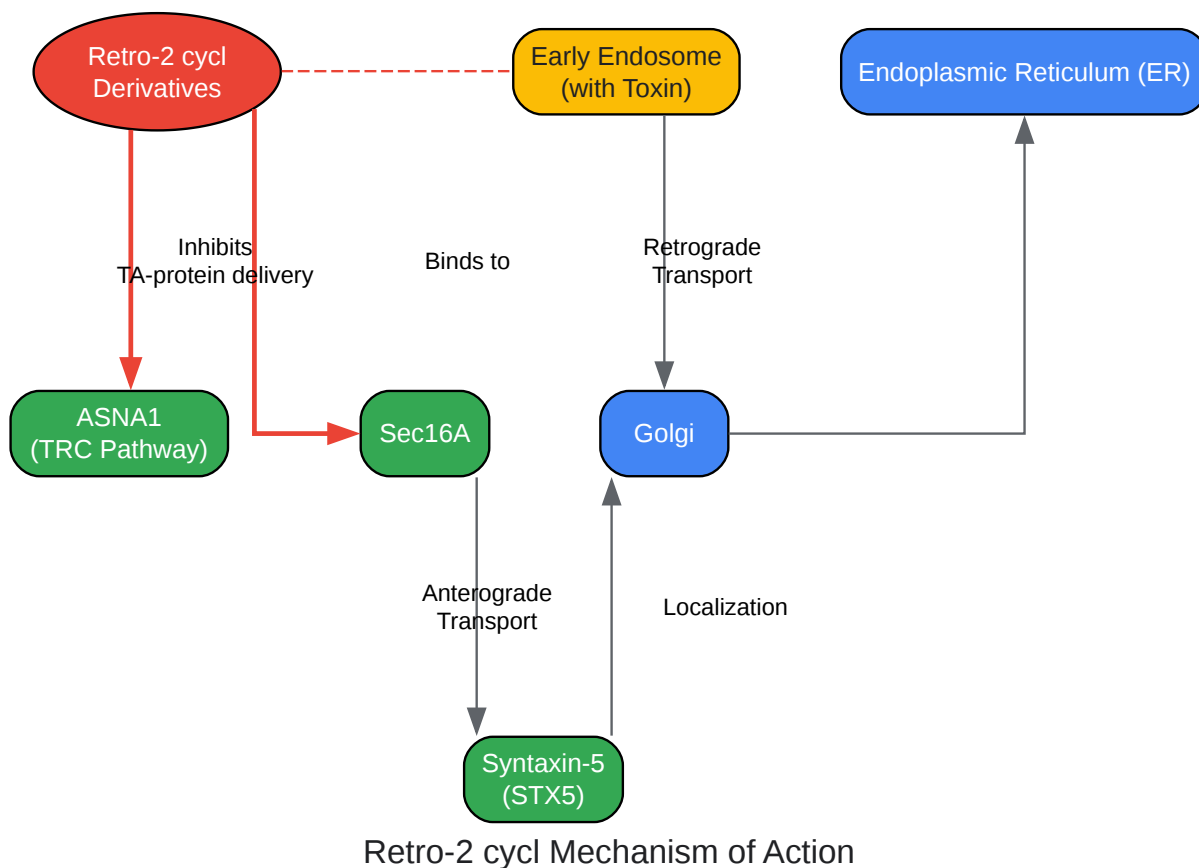 Retro-2 cycl
Derivatives
Early Endosome
(with Toxin)
Endoplasmic Reticulum (ER)
Inhibits
TA-protein delivery
Binds to
Retrograde
Transport
ASNA1
(TRC Pathway)
Sec16A
Golgi
Anterograde
Transport
Localization
Syntaxin-5
(STX5)
Retro-2 cycl Mechanism of Action